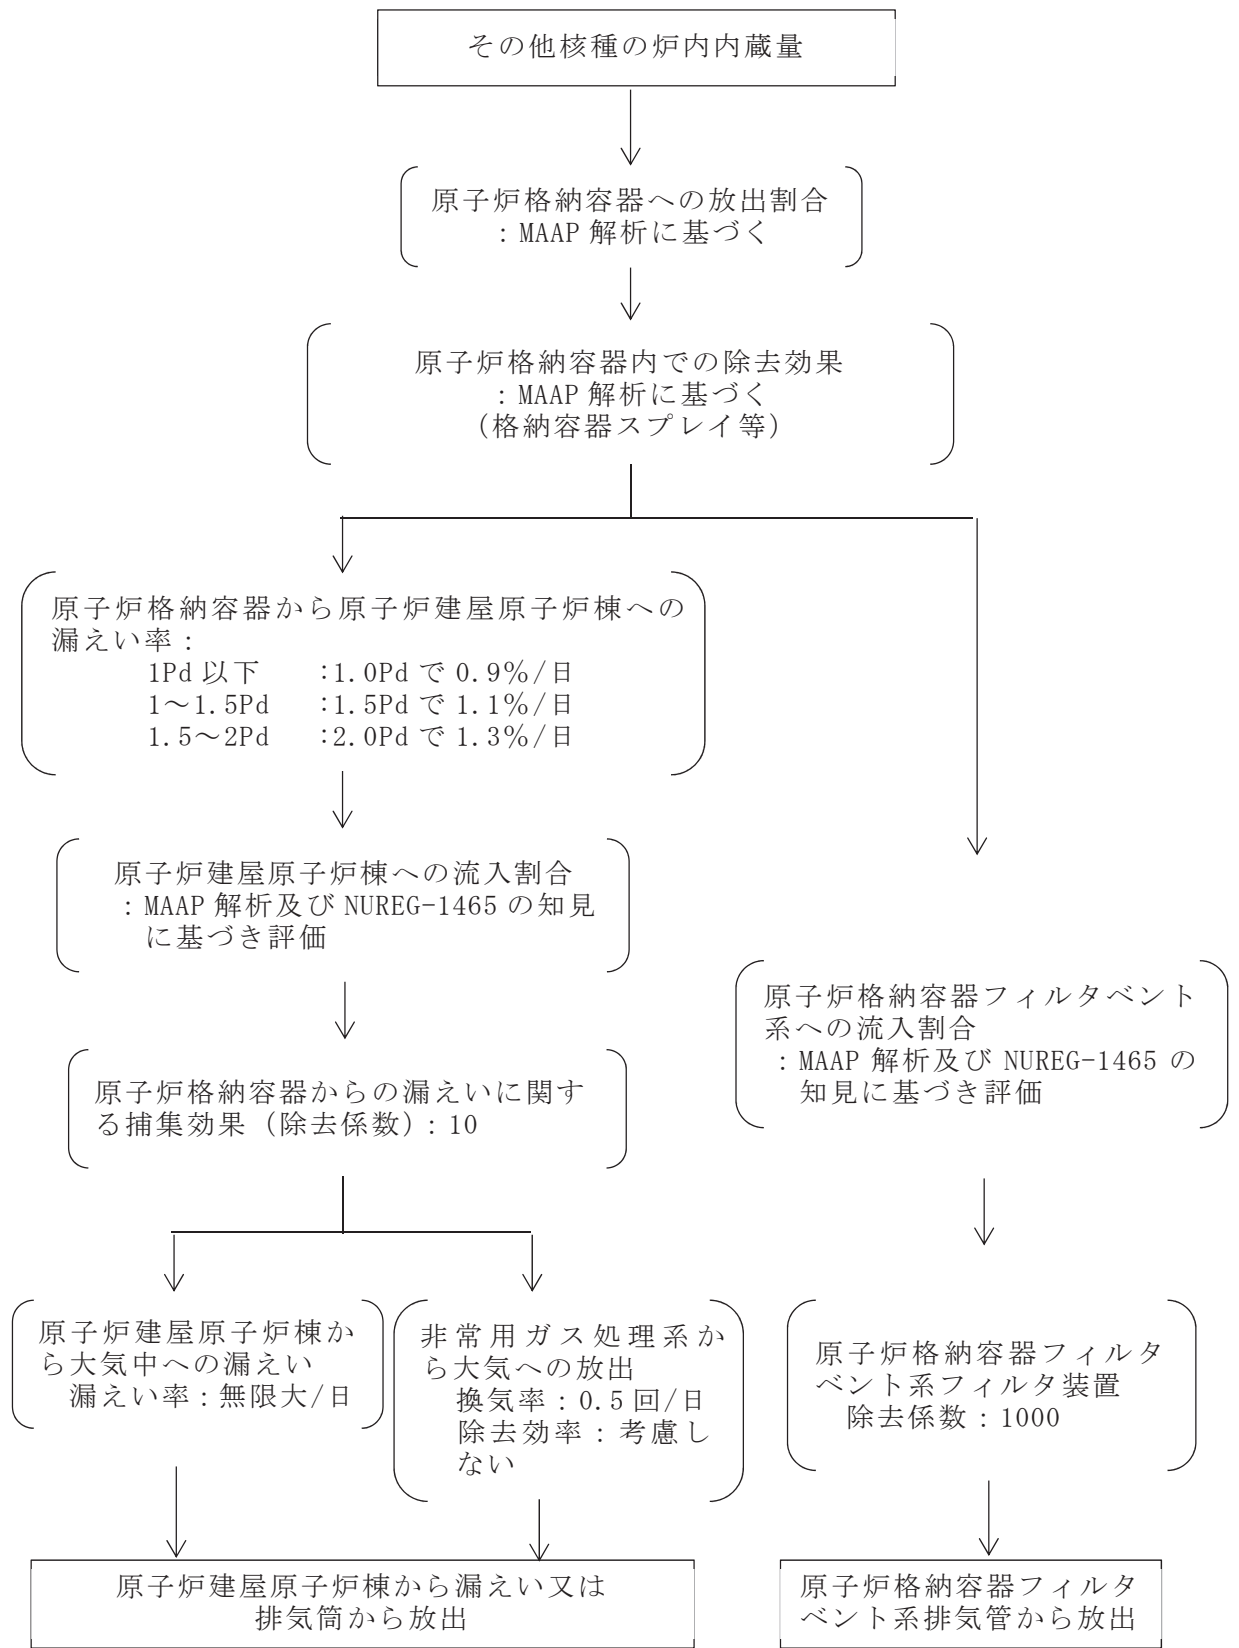 その他核種の炉内内蔵量
原子炉格納容器への放出割合
：MAAP 解析に基づく
原子炉格納容器内での除去効果
：MAAP 解析に基づく
（格納容器スプレイ等）
原子炉格納容器から原子炉建屋原子炉棟への
漏えい率：
1Pd 以下　：1.0Pd で 0.9％/日
1～1.5Pd　：1.5Pd で 1.1％/日
1.5～2Pd　：2.0Pd で 1.3％/日
原子炉建屋原子炉棟への流入割合
：MAAP 解析及び NUREG-1465 の知見
に基づき評価
原子炉格納容器からの漏えいに関す
る捕集効果（除去係数）：10
原子炉建屋原子炉棟か
ら大気中への漏えい
漏えい率：無限大/日
非常用ガス処理系か
ら大気への放出
換気率：0.5 回/日
除去効率：考慮し
ない
原子炉建屋原子炉棟から漏えい又は
排気筒から放出
原子炉格納容器フィルタベント
系への流入割合
：MAAP 解析及び NUREG-1465 の
知見に基づき評価
原子炉格納容器フィルタ
ベント系フィルタ装置
除去係数：1000
原子炉格納容器フィルタ
ベント系排気管から放出